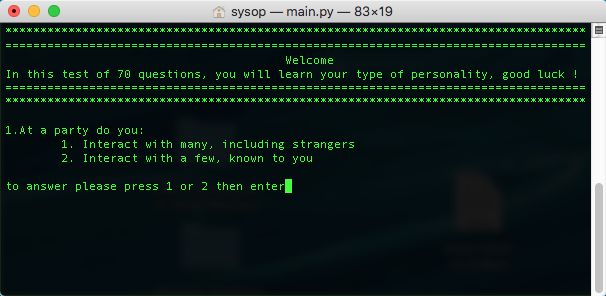 sysop — main.py — 83×19
***********************************************************************************
===================================================================================
Welcome
In this test of 70 questions, you will learn your type of personality, good luck !
===================================================================================
***********************************************************************************
1.At a party do you:
1. Interact with many, including strangers
2. Interact with a few, known to you
to answer please press 1 or 2 then enter